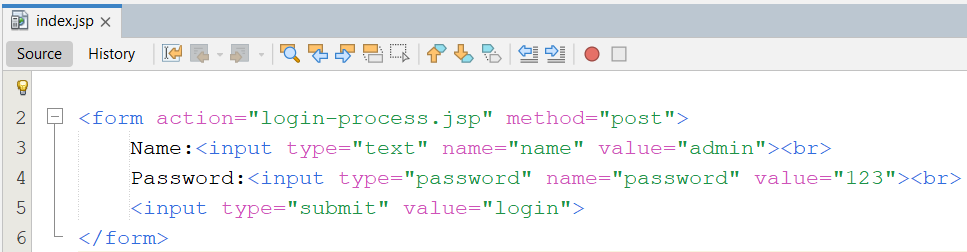 index.jsp
Source History
2 <form action="login-process.jsp" method="post">
3 Name:<input type="text" name="name" value="admin"><br>
4 Password:<input type="password" name="password" value="123"><br>
5 <input type="submit" value="login">
6 </form>